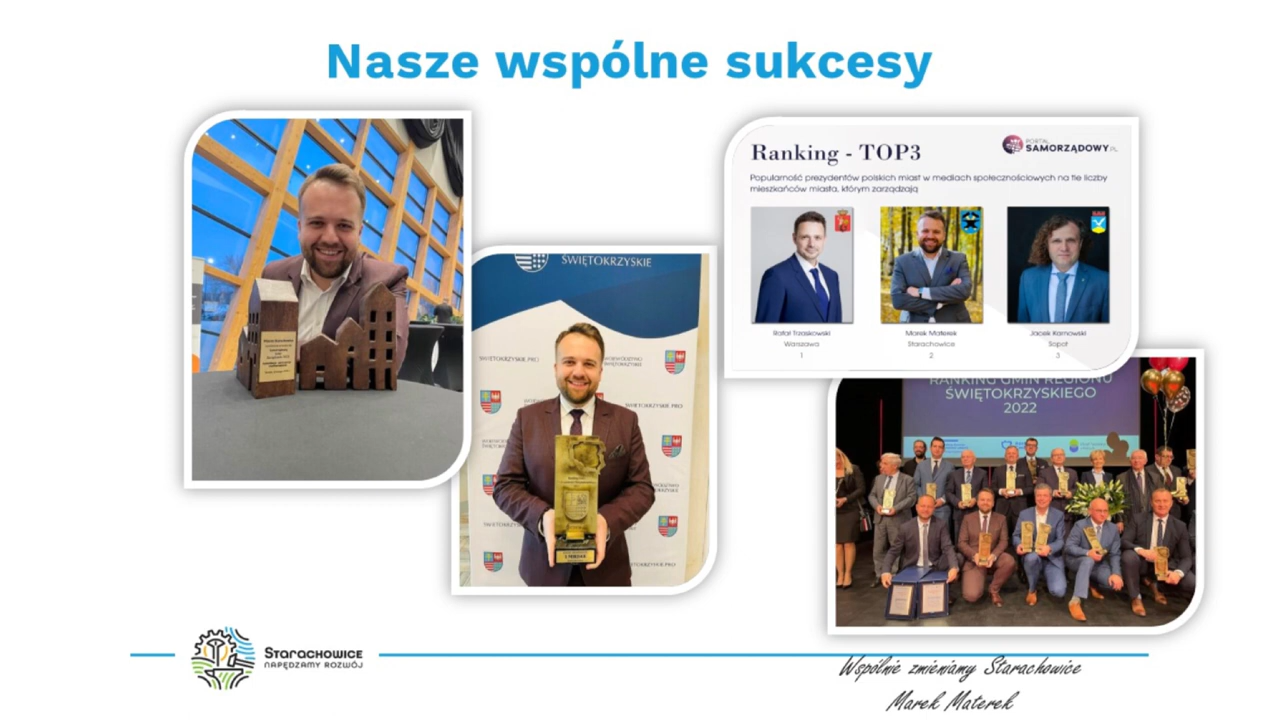 Nasze wspólne sukcesy
Ranking - TOP3
PORTAL
SAMORZĄDOWY.PL
Popularność prezydentów polskich miast w mediach społecznościowych na tle liczby
mieszkańców miasta, którym zarządzają
Rafał Trzaskowski
Warszawa
1
Marek Materek
Starachowice
2
Jacek Karnowski
Sopot
3
ŚWIĘTOKRZYSKIE
ŚWIĘTOKRZYSKIE PRO
RANKING GMIN REGIONU
ŚWIĘTOKRZYSKIEGO
2022
Starachowice
NAPĘDZAMY ROZWÓJ
Wspólnie zmieniamy Starachowice
Marek Materek